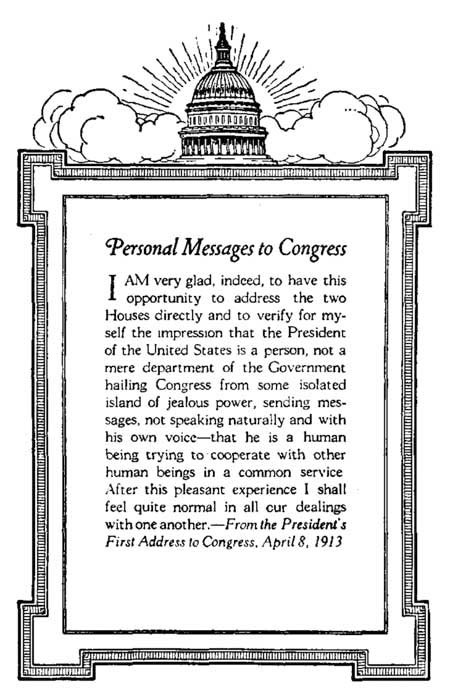 Personal Messages to Congress
I AM very glad, indeed, to have this
opportunity to address the two
Houses directly and to verify for my-
self the impression that the President
of the United States is a person, not a
mere department of the Government
hailing Congress from some isolated
island of jealous power, sending mes-
sages, not speaking naturally and with
his own voice—that he is a human
being trying to cooperate with other
human beings in a common service
After this pleasant experience I shall
feel quite normal in all our dealings
with one another.—From the President's
First Address to Congress, April 8, 1913